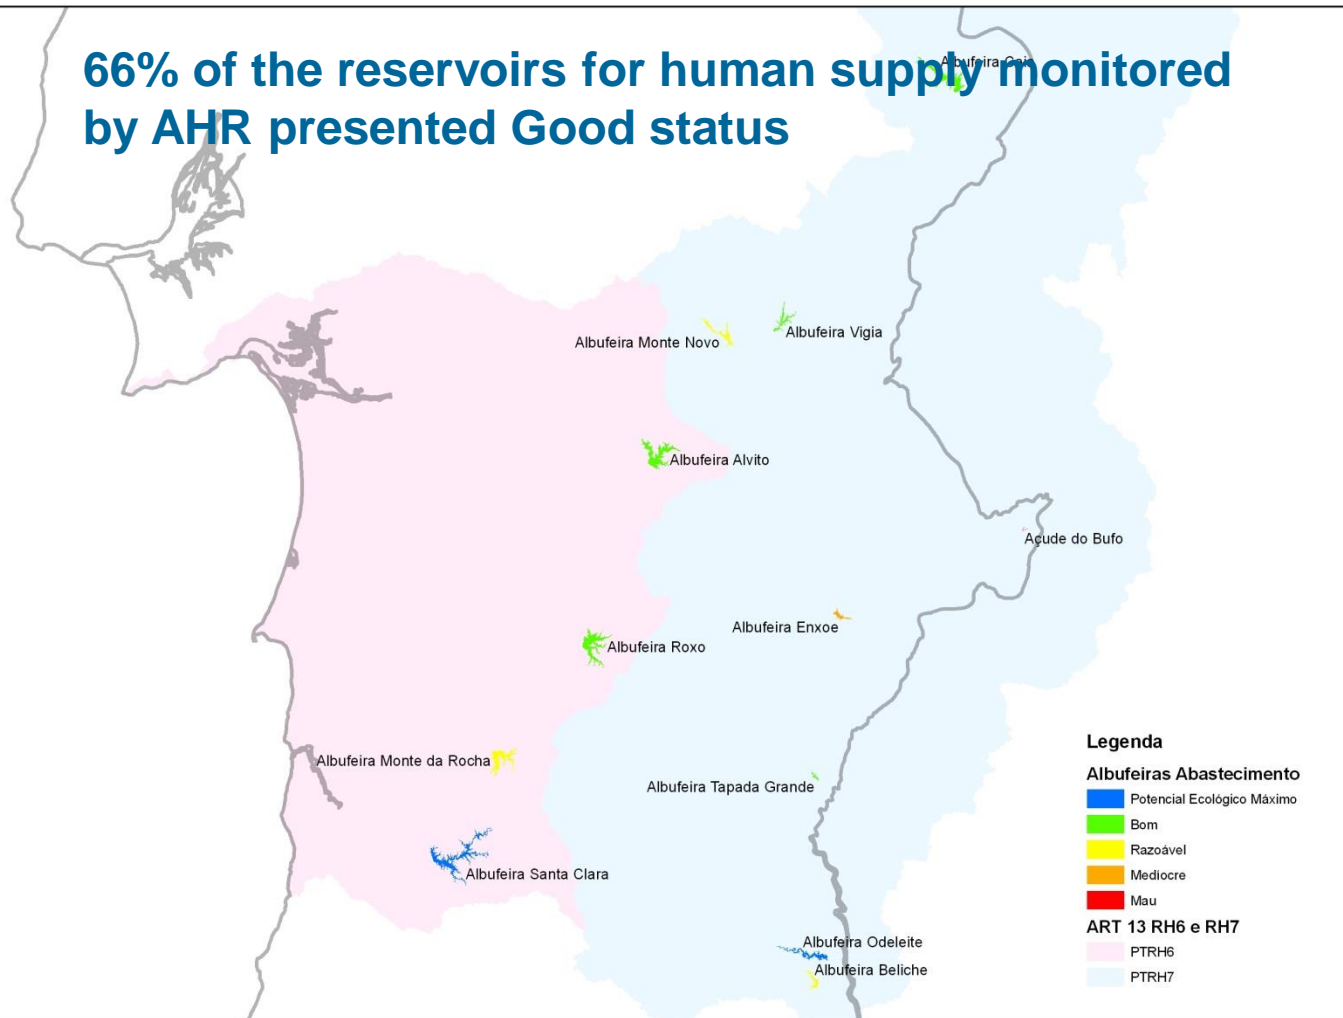 66% of the reservoirs for human supply monitored
by AHR presented Good status
Albufeira Caia
Albufeira Monte Novo
Albufeira Vigia
Albufeira Alvito
Açude do Bufo
Albufeira Enxoe
Albufeira Roxo
Albufeira Monte da Rocha
Albufeira Tapada Grande
Albufeira Santa Clara
Albufeira Odeleite
Albufeira Beliche
Legenda
Albufeiras Abastecimento
Potencial Ecológico Máximo
Bom
Razoável
Mediocre
Mau
ART 13 RH6 e RH7
PTRH6
PTRH7